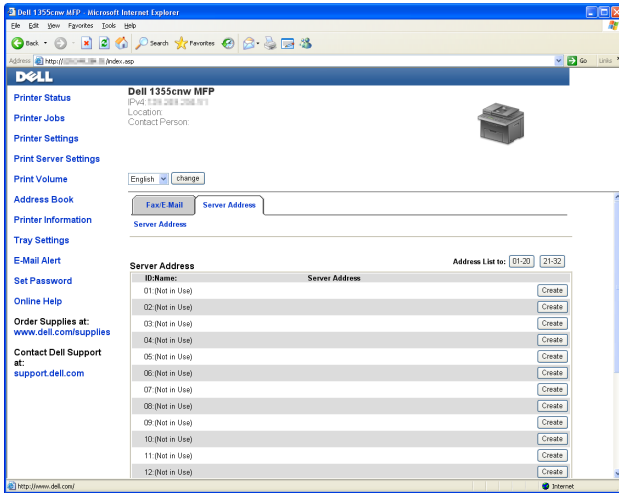 Dell 1355cnw MFP - Microsoft Internet Explorer
File Edit View Favorites Tools Help
Back Search Favorites
Address http:// /index.asp Go Links
DELL
Dell 1355cnw MFP
IPv4:
Location:
Contact Person:
English change
Printer Status
Printer Jobs
Printer Settings
Print Server Settings
Print Volume
Address Book
Printer Information
Tray Settings
E-Mail Alert
Set Password
Online Help
Order Supplies at:
www.dell.com/supplies
Contact Dell Support
at:
support.dell.com
Fax/E-Mail Server Address
Server Address
Server Address Address List to: 01-20 21-32
ID:Name: Server Address
01:(Not in Use) Create
02:(Not in Use) Create
03:(Not in Use) Create
04:(Not in Use) Create
05:(Not in Use) Create
06:(Not in Use) Create
07:(Not in Use) Create
08:(Not in Use) Create
09:(Not in Use) Create
10:(Not in Use) Create
11:(Not in Use) Create
12:(Not in Use) Create
http://www.dell.com/ Internet